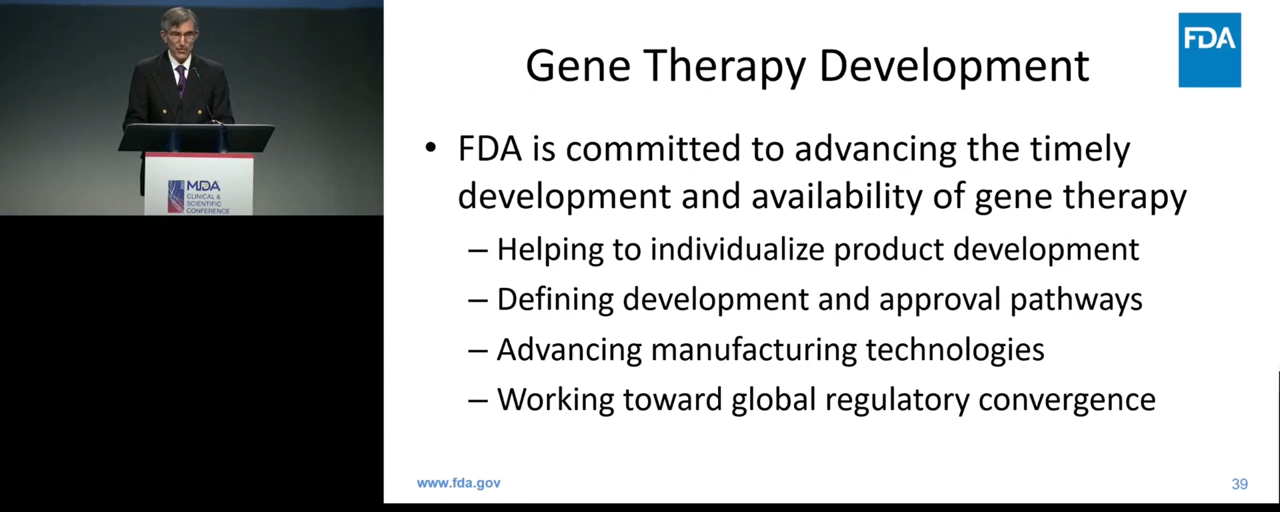 FDA
Gene Therapy Development
• FDA is committed to advancing the timely
development and availability of gene therapy
– Helping to individualize product development
– Defining development and approval pathways
– Advancing manufacturing technologies
– Working toward global regulatory convergence
www.fda.gov
39
MDA
CLINICAL &
SCIENTIFIC
CONFERENCE